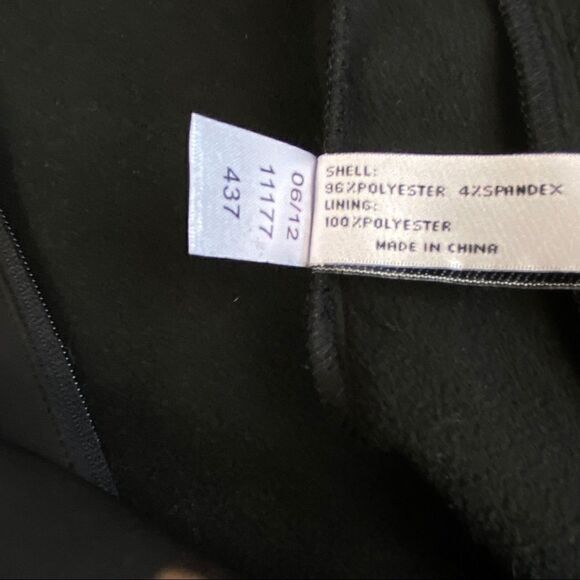 06/12
11177
437
SHELL:
96%POLYESTER 4%SPANDEX
LINING:
100%POLYESTER
MADE IN CHINA